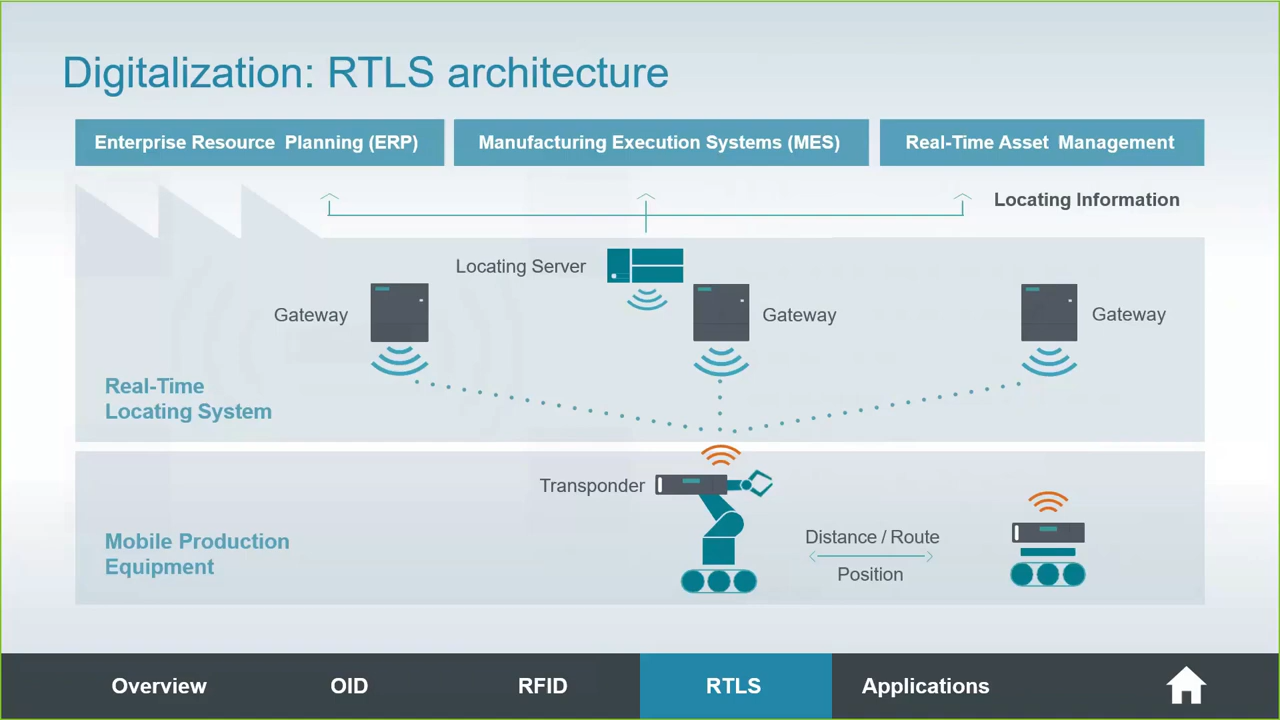 Digitalization: RTLS architecture
Enterprise Resource Planning (ERP)
Manufacturing Execution Systems (MES)
Real-Time Asset Management
Locating Information
Locating Server
Gateway
Gateway
Gateway
Real-Time
Locating System
Transponder
Mobile Production
Equipment
Distance / Route
Position
Overview
OID
RFID
RTLS
Applications